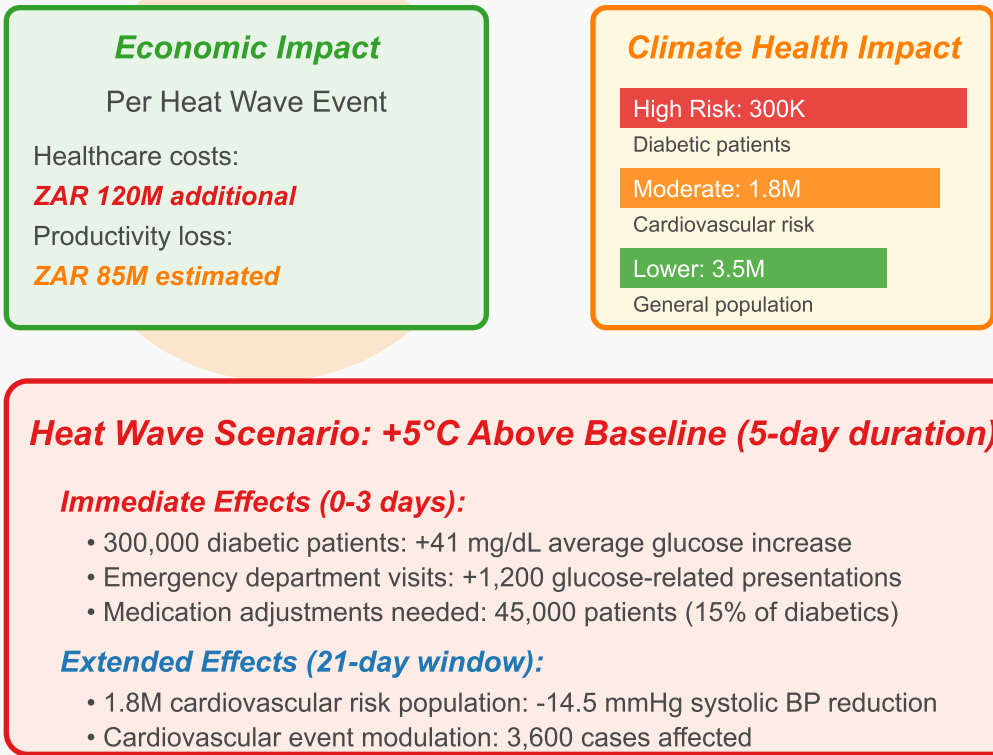 Economic Impact
Per Heat Wave Event
Healthcare costs:
ZAR 120M additional
Productivity loss:
ZAR 85M estimated
Climate Health Impact
High Risk: 300K
Diabetic patients
Moderate: 1.8M
Cardiovascular risk
Lower: 3.5M
General population
Heat Wave Scenario: +5°C Above Baseline (5-day duration)
Immediate Effects (0-3 days):
• 300,000 diabetic patients: +41 mg/dL average glucose increase
• Emergency department visits: +1,200 glucose-related presentations
• Medication adjustments needed: 45,000 patients (15% of diabetics)
Extended Effects (21-day window):
• 1.8M cardiovascular risk population: -14.5 mmHg systolic BP reduction
• Cardiovascular event modulation: 3,600 cases affected